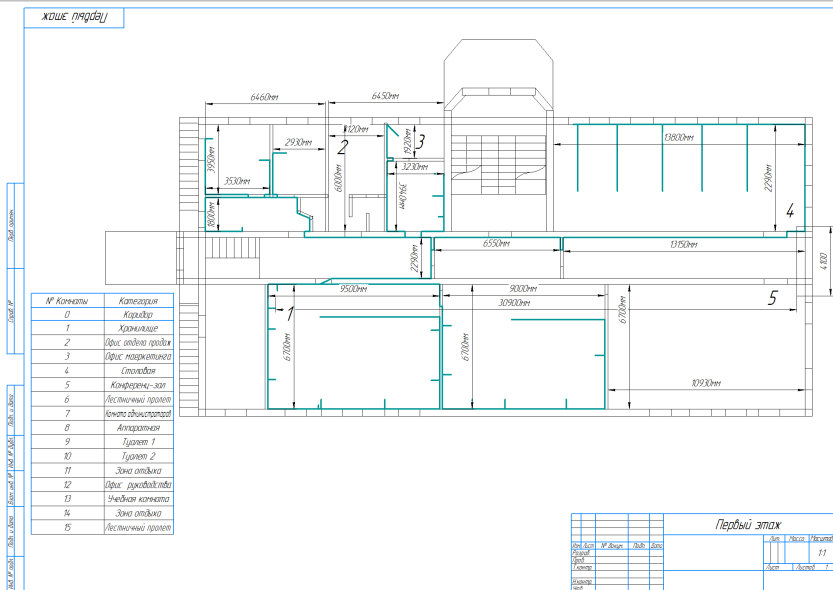 Первый этаж
6460мм
6450мм
2930мм
1120мм
3950мм
3530мм
2
6000мм
1920мм
3
3230мм
3940мм
1800мм
13800мм
2290мм
4
2290мм
6550мм
13150мм
4100
9500мм
9000мм
30900мм
1
5
6700мм
6700мм
6700мм
10930мм
№ Комнаты Категория
0 Коридор
1 Хранилище
2 Офис отдела продаж
3 Офис маеркетинга
4 Столовая
5 Конференц-зал
6 Лестничный пролет
7 Комната администраторов
8 Аппаратная
9 Туалет 1
10 Туалет 2
11 Зона отдыха
12 Офис руководства
13 Учебная комната
14 Зона отдыха
15 Лестничный пролет
Перв. примен.
Справ. №
Подп. и дата
Инв. № дубл.
Взам. инв. №
Подп. и дата
Инв. № подл.
Первый этаж
Изм. Лист № докум. Подп. Дата
Разраб.
Пров.
Т.контр.
Н.контр.
Утв.
Лит. Масса Масштаб
1:1
Лист Листов 1